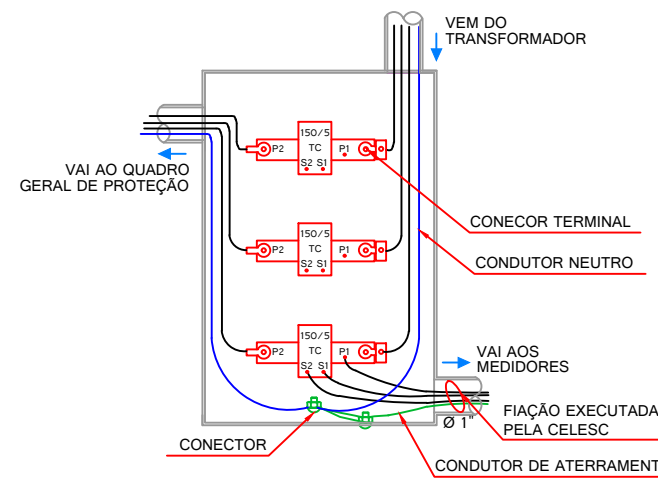 VEM DO
TRANSFORMADOR
150/5
TC
P2
P1
S2 S1
VAI AO QUADRO
GERAL DE PROTEÇÃO
CONECOR TERMINAL
150/5
TC
P2
P1
S2 S1
CONDUTOR NEUTRO
150/5
TC
P2
P1
S2 S1
VAI AOS
MEDIDORES
Ø 1"
FIAÇÃO EXECUTADA
PELA CELESC
CONECTOR
CONDUTOR DE ATERRAMENT